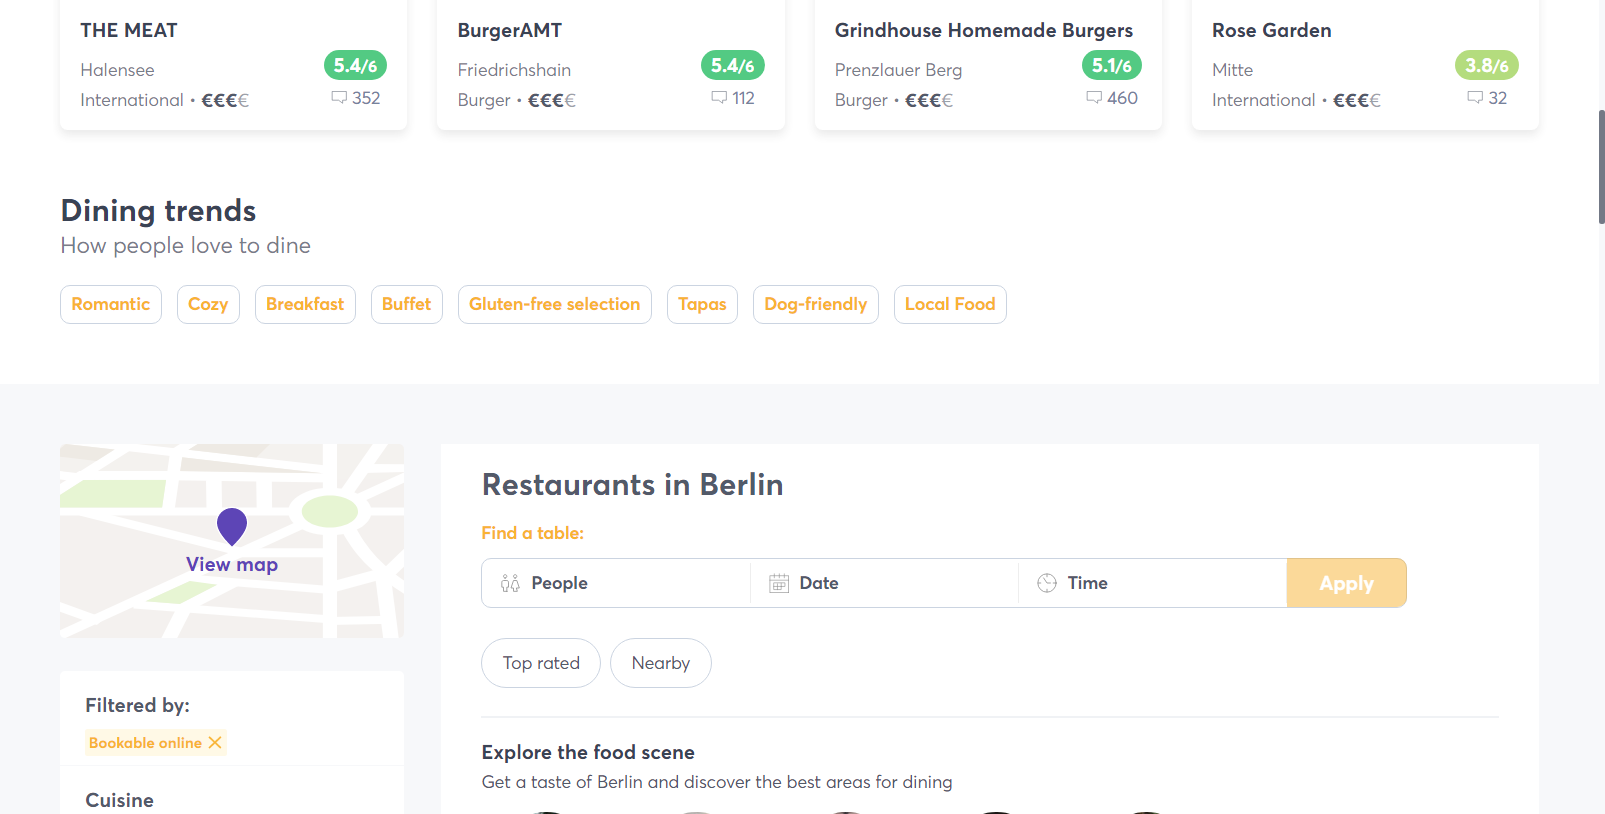 THE MEAT
Halensee
5.4/6
International • €€€€
352
BurgerAMT
Friedrichshain
5.4/6
Burger • €€€€
112
Grindhouse Homemade Burgers
Prenzlauer Berg
5.1/6
Burger • €€€€
460
Rose Garden
Mitte
3.8/6
International • €€€€
32
Dining trends
How people love to dine
Romantic
Cozy
Breakfast
Buffet
Gluten-free selection
Tapas
Dog-friendly
Local Food
View map
Filtered by:
Bookable online
Cuisine
Restaurants in Berlin
Find a table:
People
Date
Time
Apply
Top rated
Nearby
Explore the food scene
Get a taste of Berlin and discover the best areas for dining